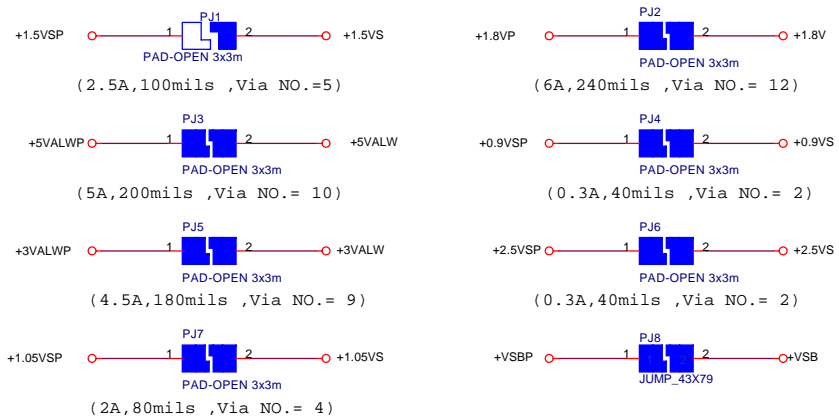 PJ1
+1.5VSP 1 2 +1.5VS
PAD-OPEN 3x3m
(2.5A,100mils ,Via NO.=5)
PJ2
+1.8VP 1 2 +1.8V
PAD-OPEN 3x3m
(6A,240mils ,Via NO.= 12)
PJ3
+5VALWP 1 2 +5VALW
PAD-OPEN 3x3m
(5A,200mils ,Via NO.= 10)
PJ4
+0.9VSP 1 2 +0.9VS
PAD-OPEN 3x3m
(0.3A,40mils ,Via NO.= 2)
PJ5
+3VALWP 1 2 +3VALW
PAD-OPEN 3x3m
(4.5A,180mils ,Via NO.= 9)
PJ6
+2.5VSP 1 2 +2.5VS
PAD-OPEN 3x3m
(0.3A,40mils ,Via NO.= 2)
PJ7
+1.05VSP 1 2 +1.05VS
PAD-OPEN 3x3m
(2A,80mils ,Via NO.= 4)
PJ8
+VSBP 1 1 2 2 +VSB
JUMP_43X79